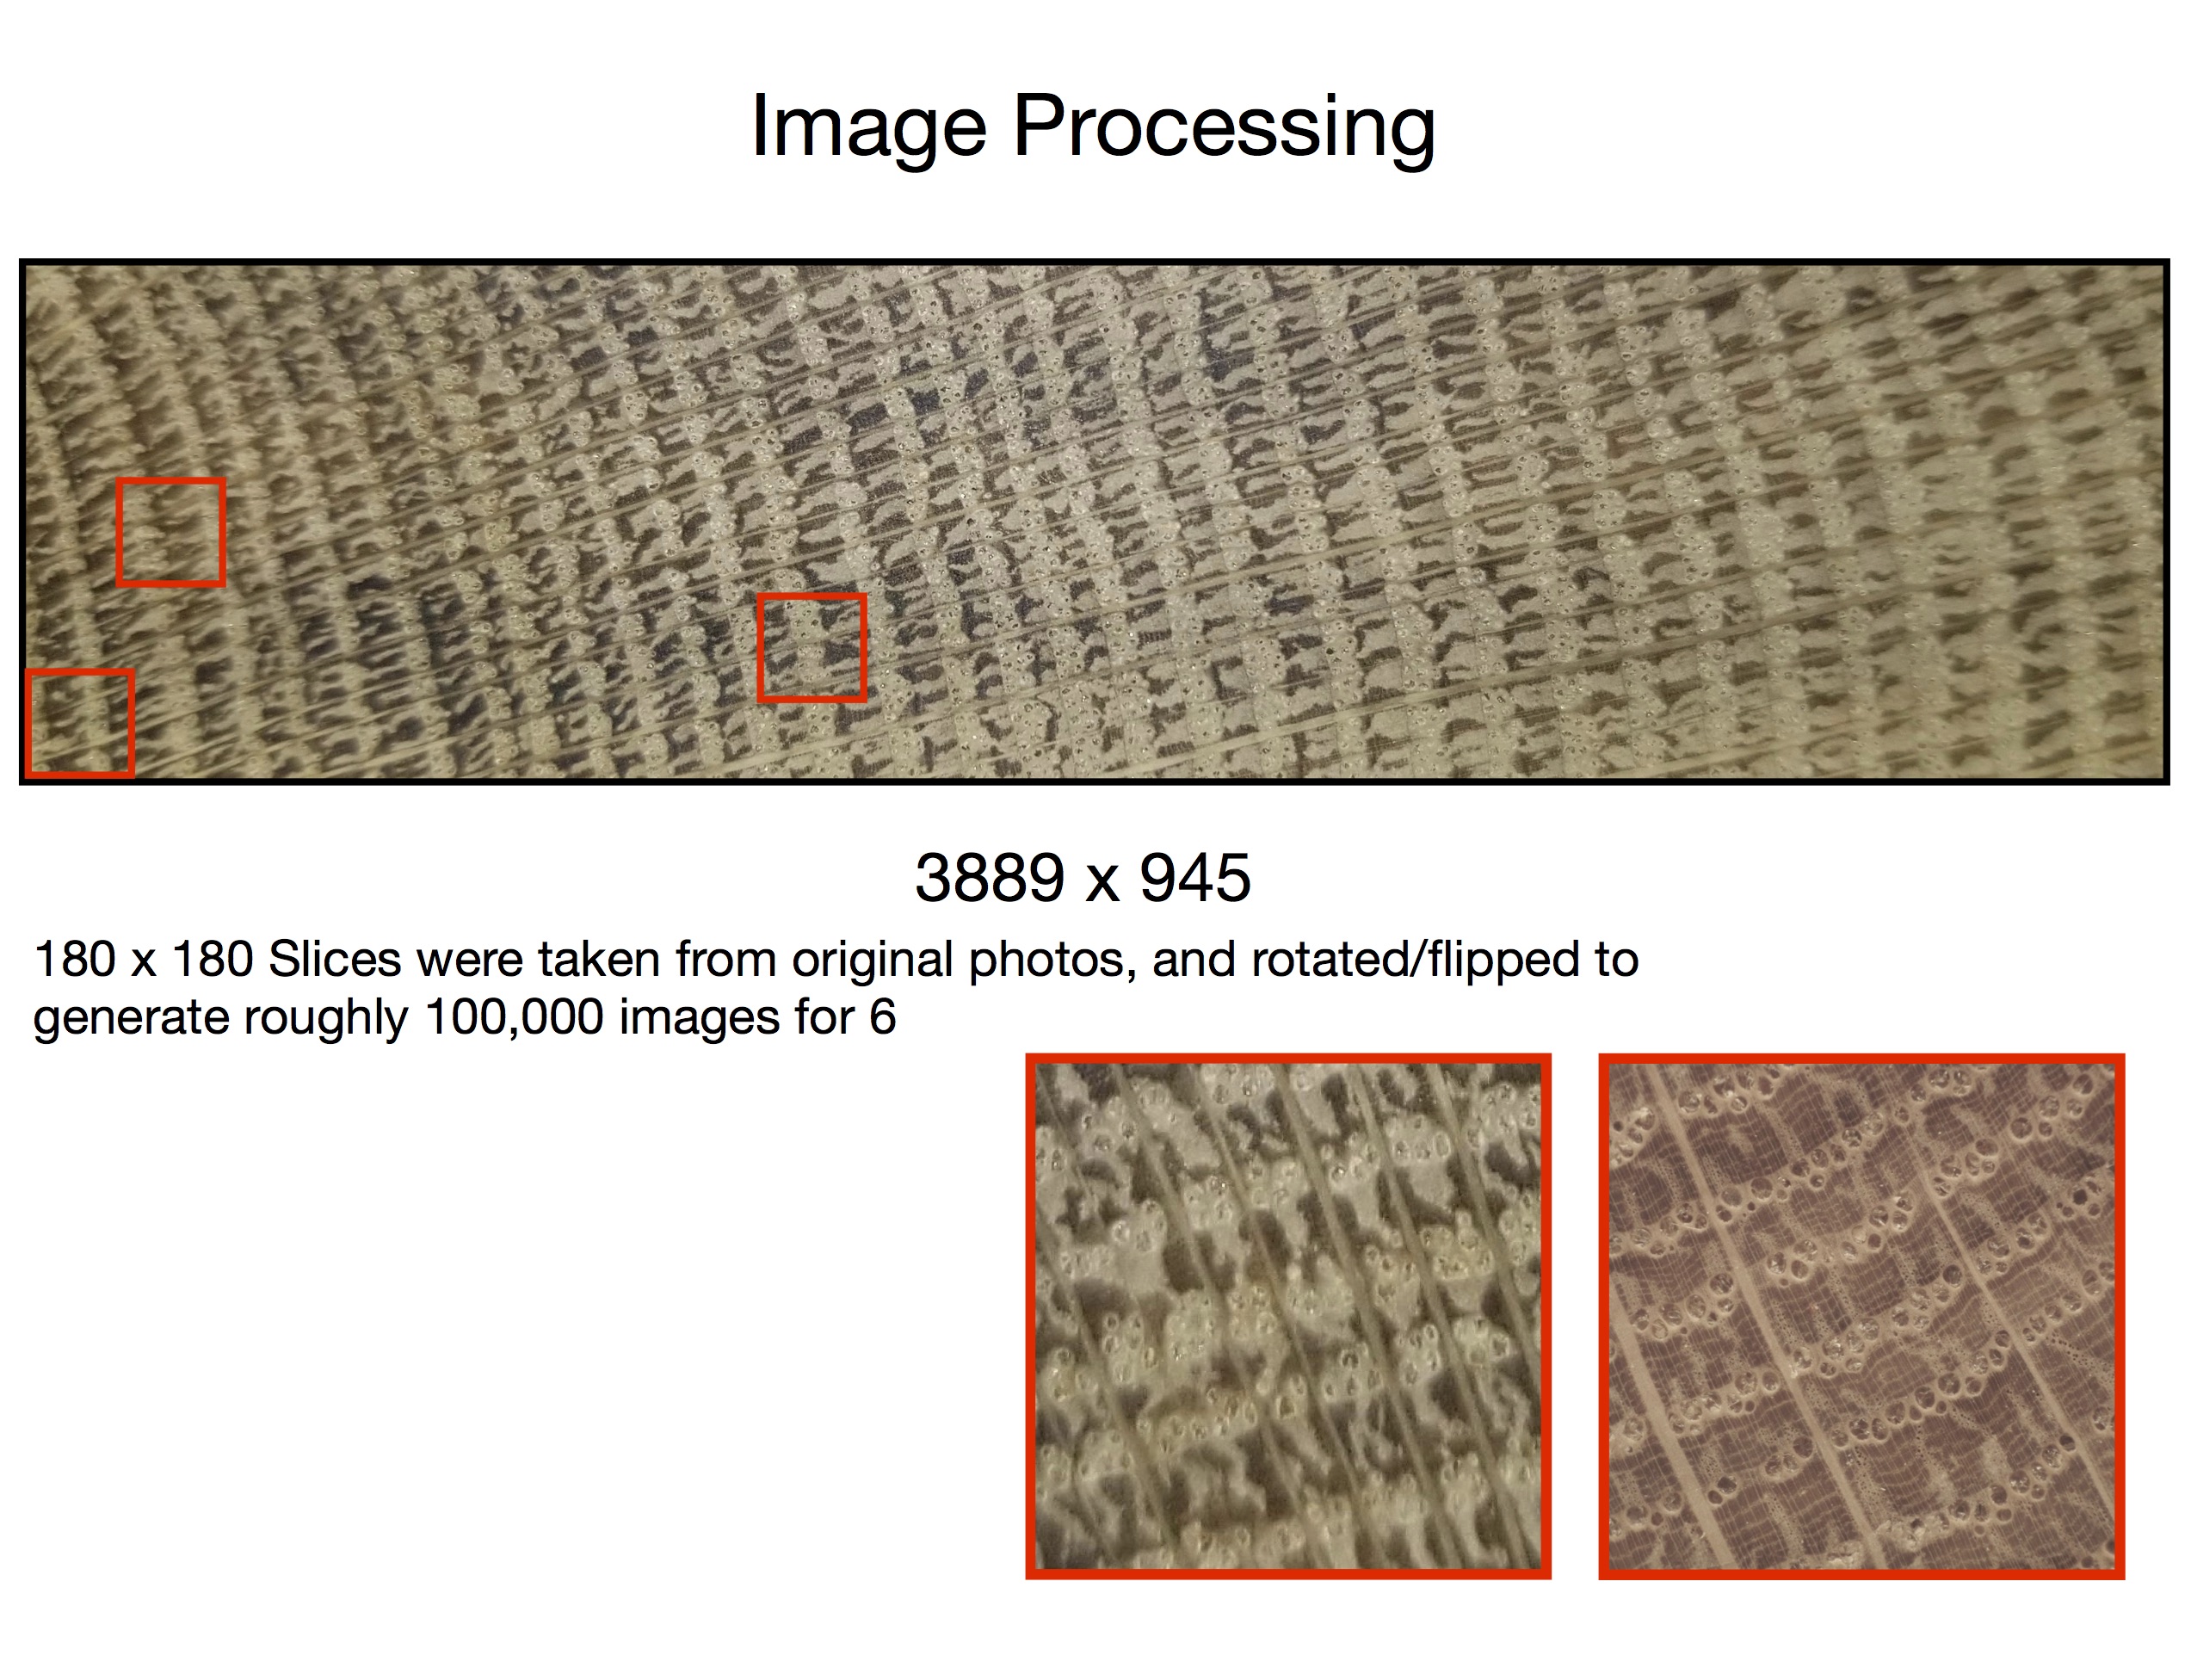 Image Processing
3889 x 945
180 x 180 Slices were taken from original photos, and rotated/flipped to
generate roughly 100,000 images for 6